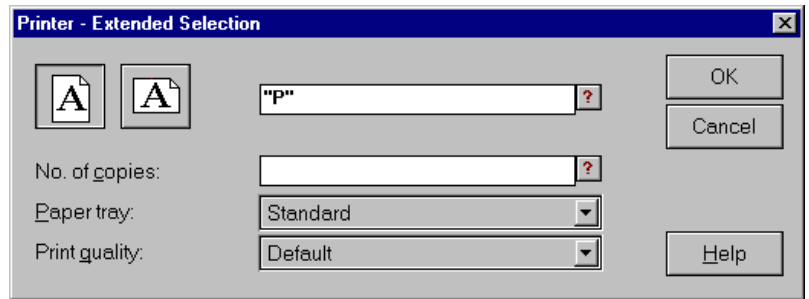 Printer - Extended Selection
A A "P" ? OK
Cancel
No. of copies: ?
Paper tray: Standard
Print quality: Default Help